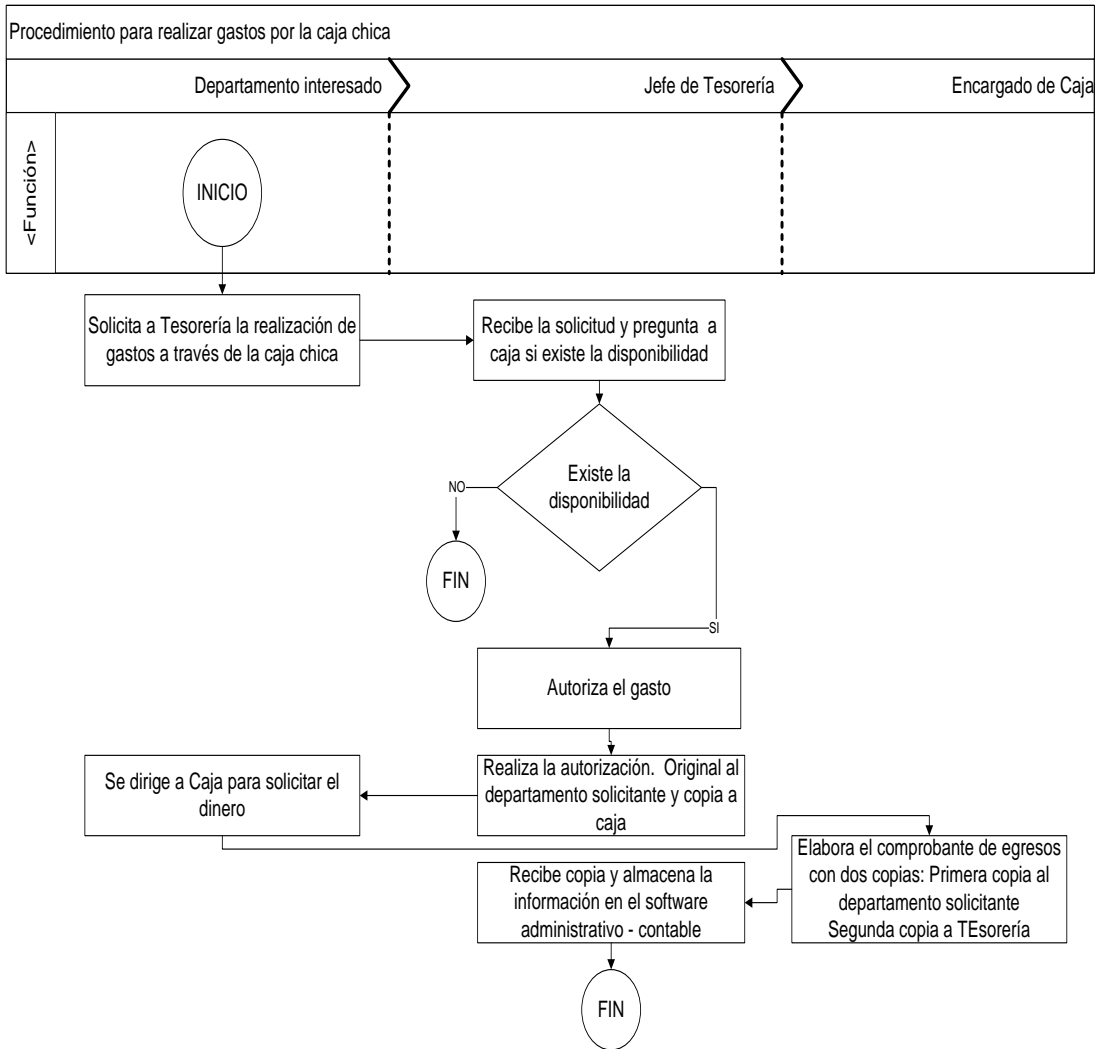 Procedimiento para realizar gastos por la caja chica
Departamento interesado
Jefe de Tesorería
Encargado de Caja
<Función>
INICIO
Solicita a Tesorería la realización de
gastos a través de la caja chica
Recibe la solicitud y pregunta  a
caja si existe la disponibilidad
Existe la
disponibilidad
NO
FIN
SI
Autoriza el gasto
Realiza la autorización.  Original al
departamento solicitante y copia a
caja
Se dirige a Caja para solicitar el
dinero
Elabora el comprobante de egresos
con dos copias: Primera copia al
departamento solicitante
Segunda copia a TEsorería
Recibe copia y almacena la
información en el software
administrativo - contable
FIN